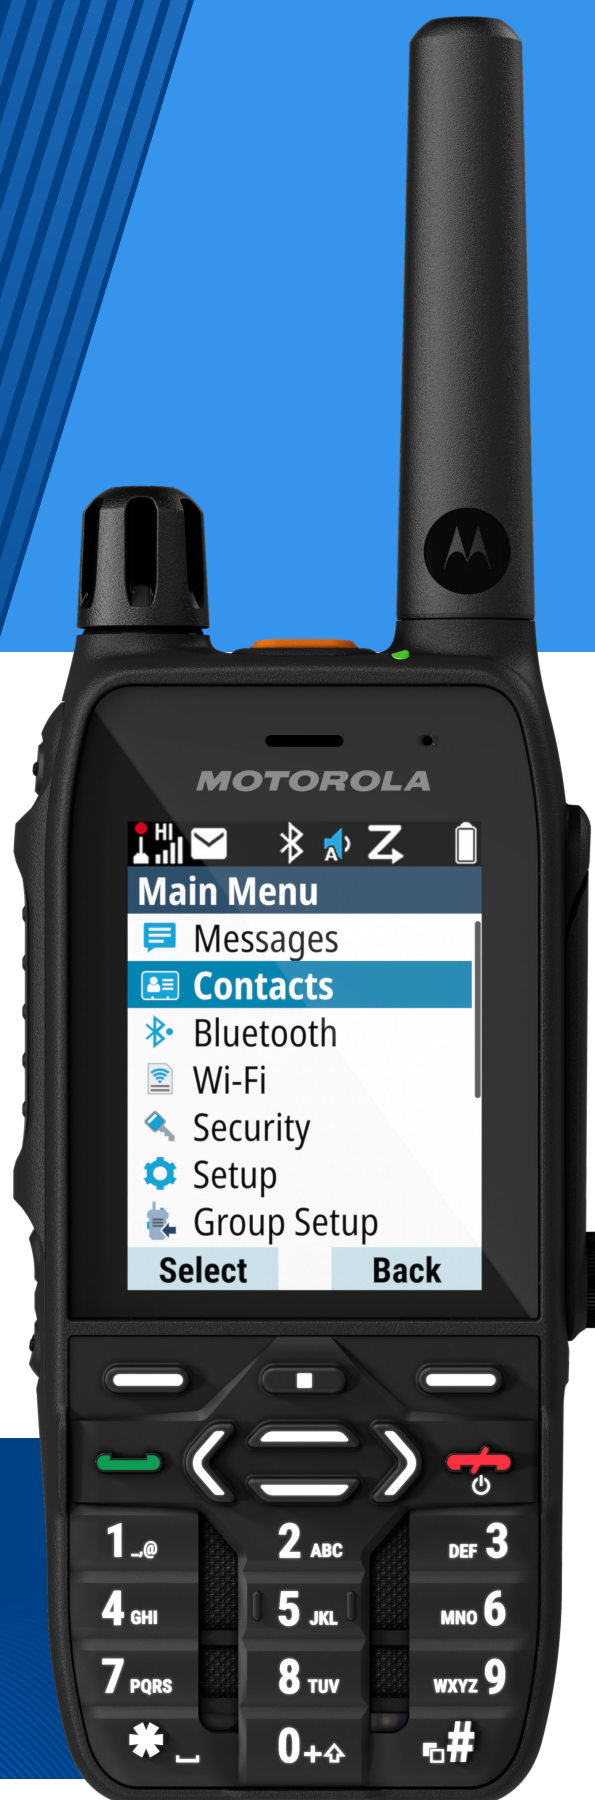 MOTOROLA
HI
A
Main Menu
Messages
Contacts
Bluetooth
Wi-Fi
Security
Setup
Group Setup
Select Back
1 -,@ 2 ABC DEF 3
4 GHI 5 JKL MNO 6
7 PQRS 8 TUV WXYZ 9
* 0+ #